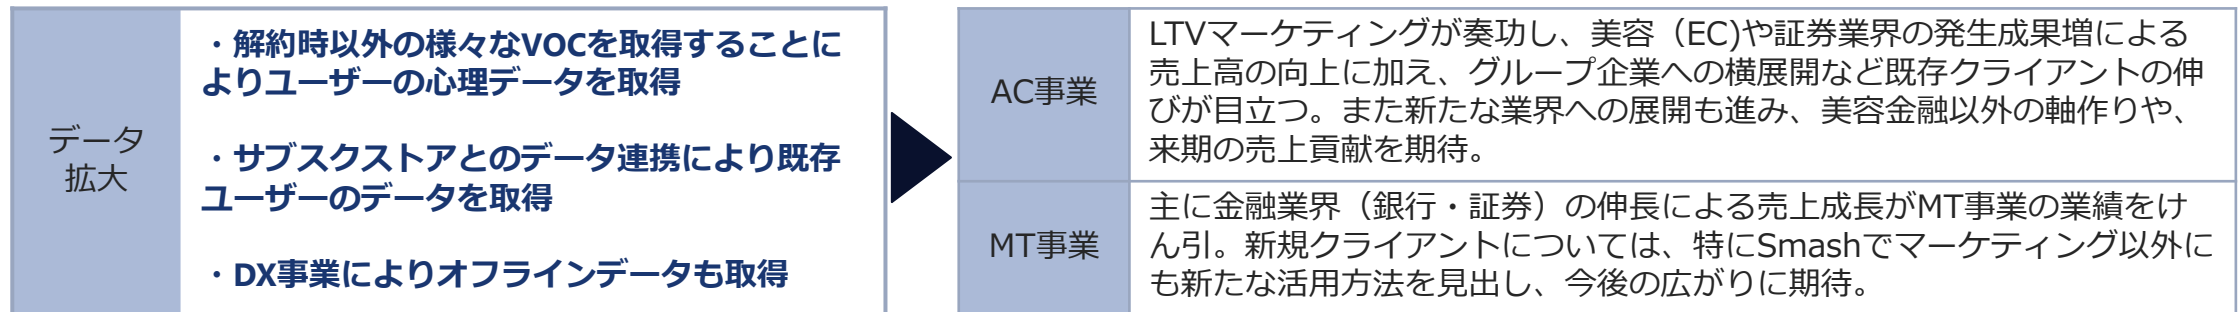 データ
拡大
・解約時以外の様々なVOCを取得することに
よりユーザーの心理データを取得
・サブスクストアとのデータ連携により既存
ユーザーのデータを取得
・DX事業によりオフラインデータも取得
AC事業
LTVマーケティングが奏功し、美容（EC)や証券業界の発生成果増による
売上高の向上に加え、グループ企業への横展開など既存クライアントの伸
びが目立つ。また新たな業界への展開も進み、美容金融以外の軸作りや、
来期の売上貢献を期待。
MT事業
主に金融業界（銀行・証券）の伸長による売上成長がMT事業の業績をけ
ん引。新規クライアントについては、特にSmashでマーケティング以外に
も新たな活用方法を見出し、今後の広がりに期待。